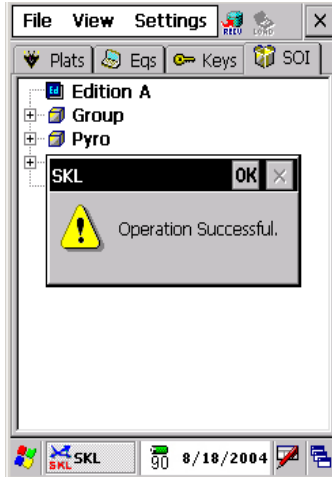 File View Settings RECV LOAD
Plats Eqs Keys SOI
Edition A
Group
Pyro
SKL OK
Operation Successful.
SKL SKL 90 8/18/2004